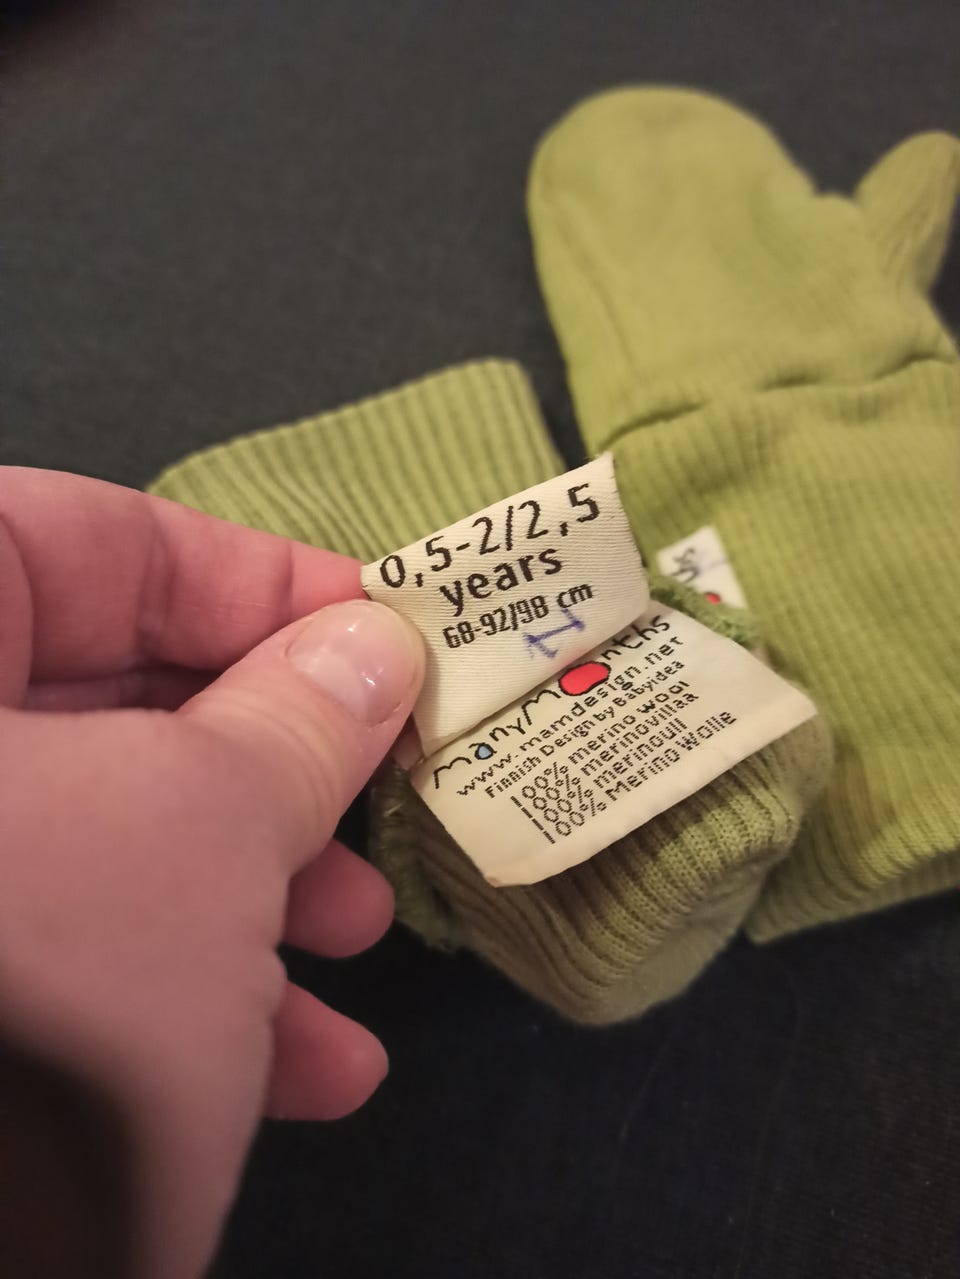 0,5-2/2,5
years
68-92/98 cm
manymonths
www.mamdesign.net
Finnish Design by Babyidea
100% merino wool
100% merinovillaa
100% merinoull
100% Merino Wolle